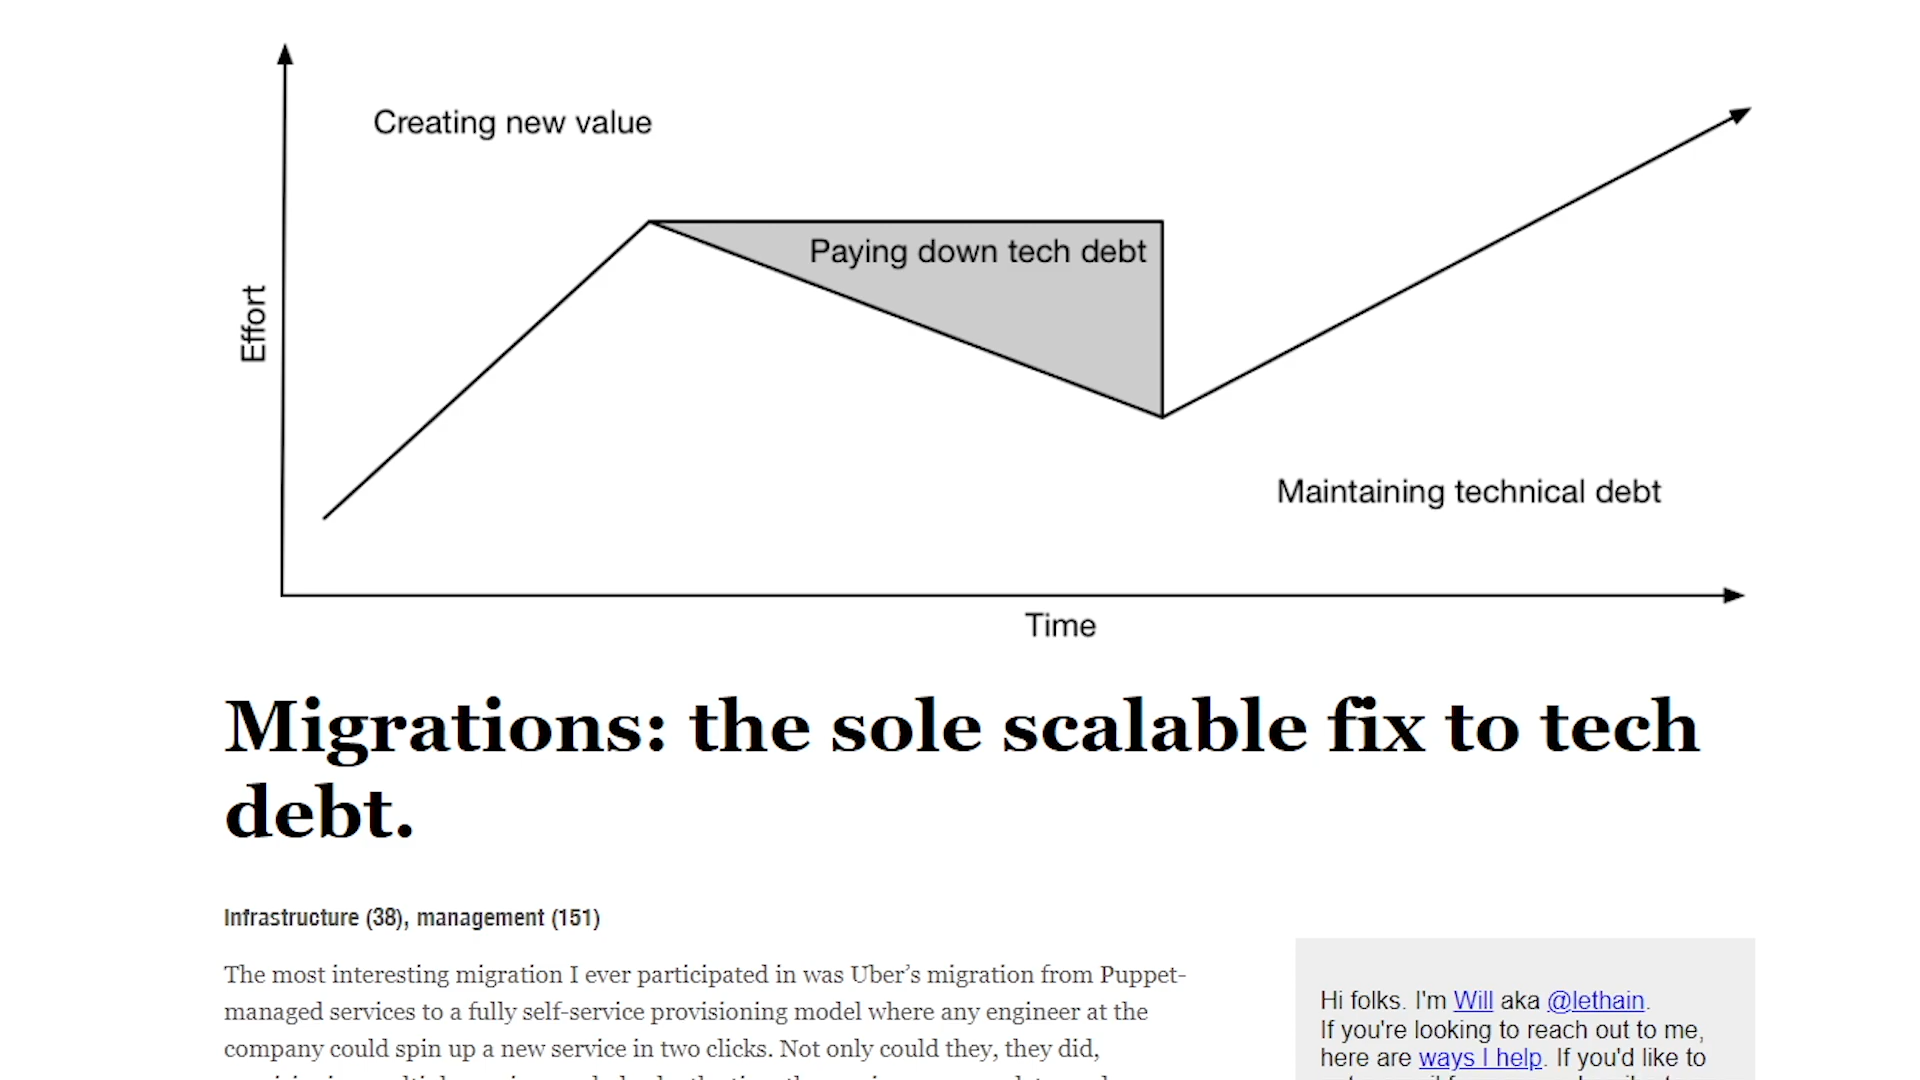 Creating new value
Paying down tech debt
Effort
Maintaining technical debt
Time
Migrations: the sole scalable fix to tech
debt.
Infrastructure (38), management (151)
The most interesting migration I ever participated in was Uber’s migration from Puppet-
managed services to a fully self-service provisioning model where any engineer at the
company could spin up a new service in two clicks. Not only could they, they did,
Hi folks. I'm Will aka @lethain.
If you're looking to reach out to me,
here are ways I help. If you'd like to